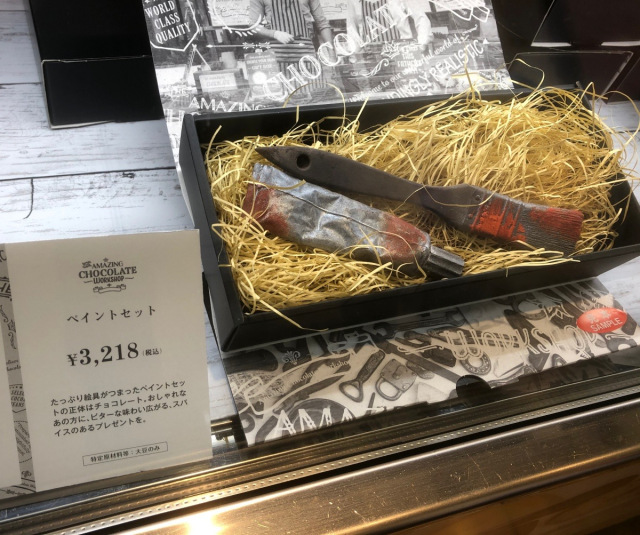 WORLD
CLASS
QUALITY
CHOCOLATE
INGLY REALISTIC
AMAZING
THE AMAZING
CHOCOLATE
WORKSHOP
ペイントセット
¥3,218(税込)
たっぷり絵具がつまったペイントセッ
トの正体はチョコレート。おしゃれな
あの方に、ビターな味わい広がる、スパ
イスのあるプレゼントを。
特定原材料等：大豆のみ
SAMPLE
AMAZ